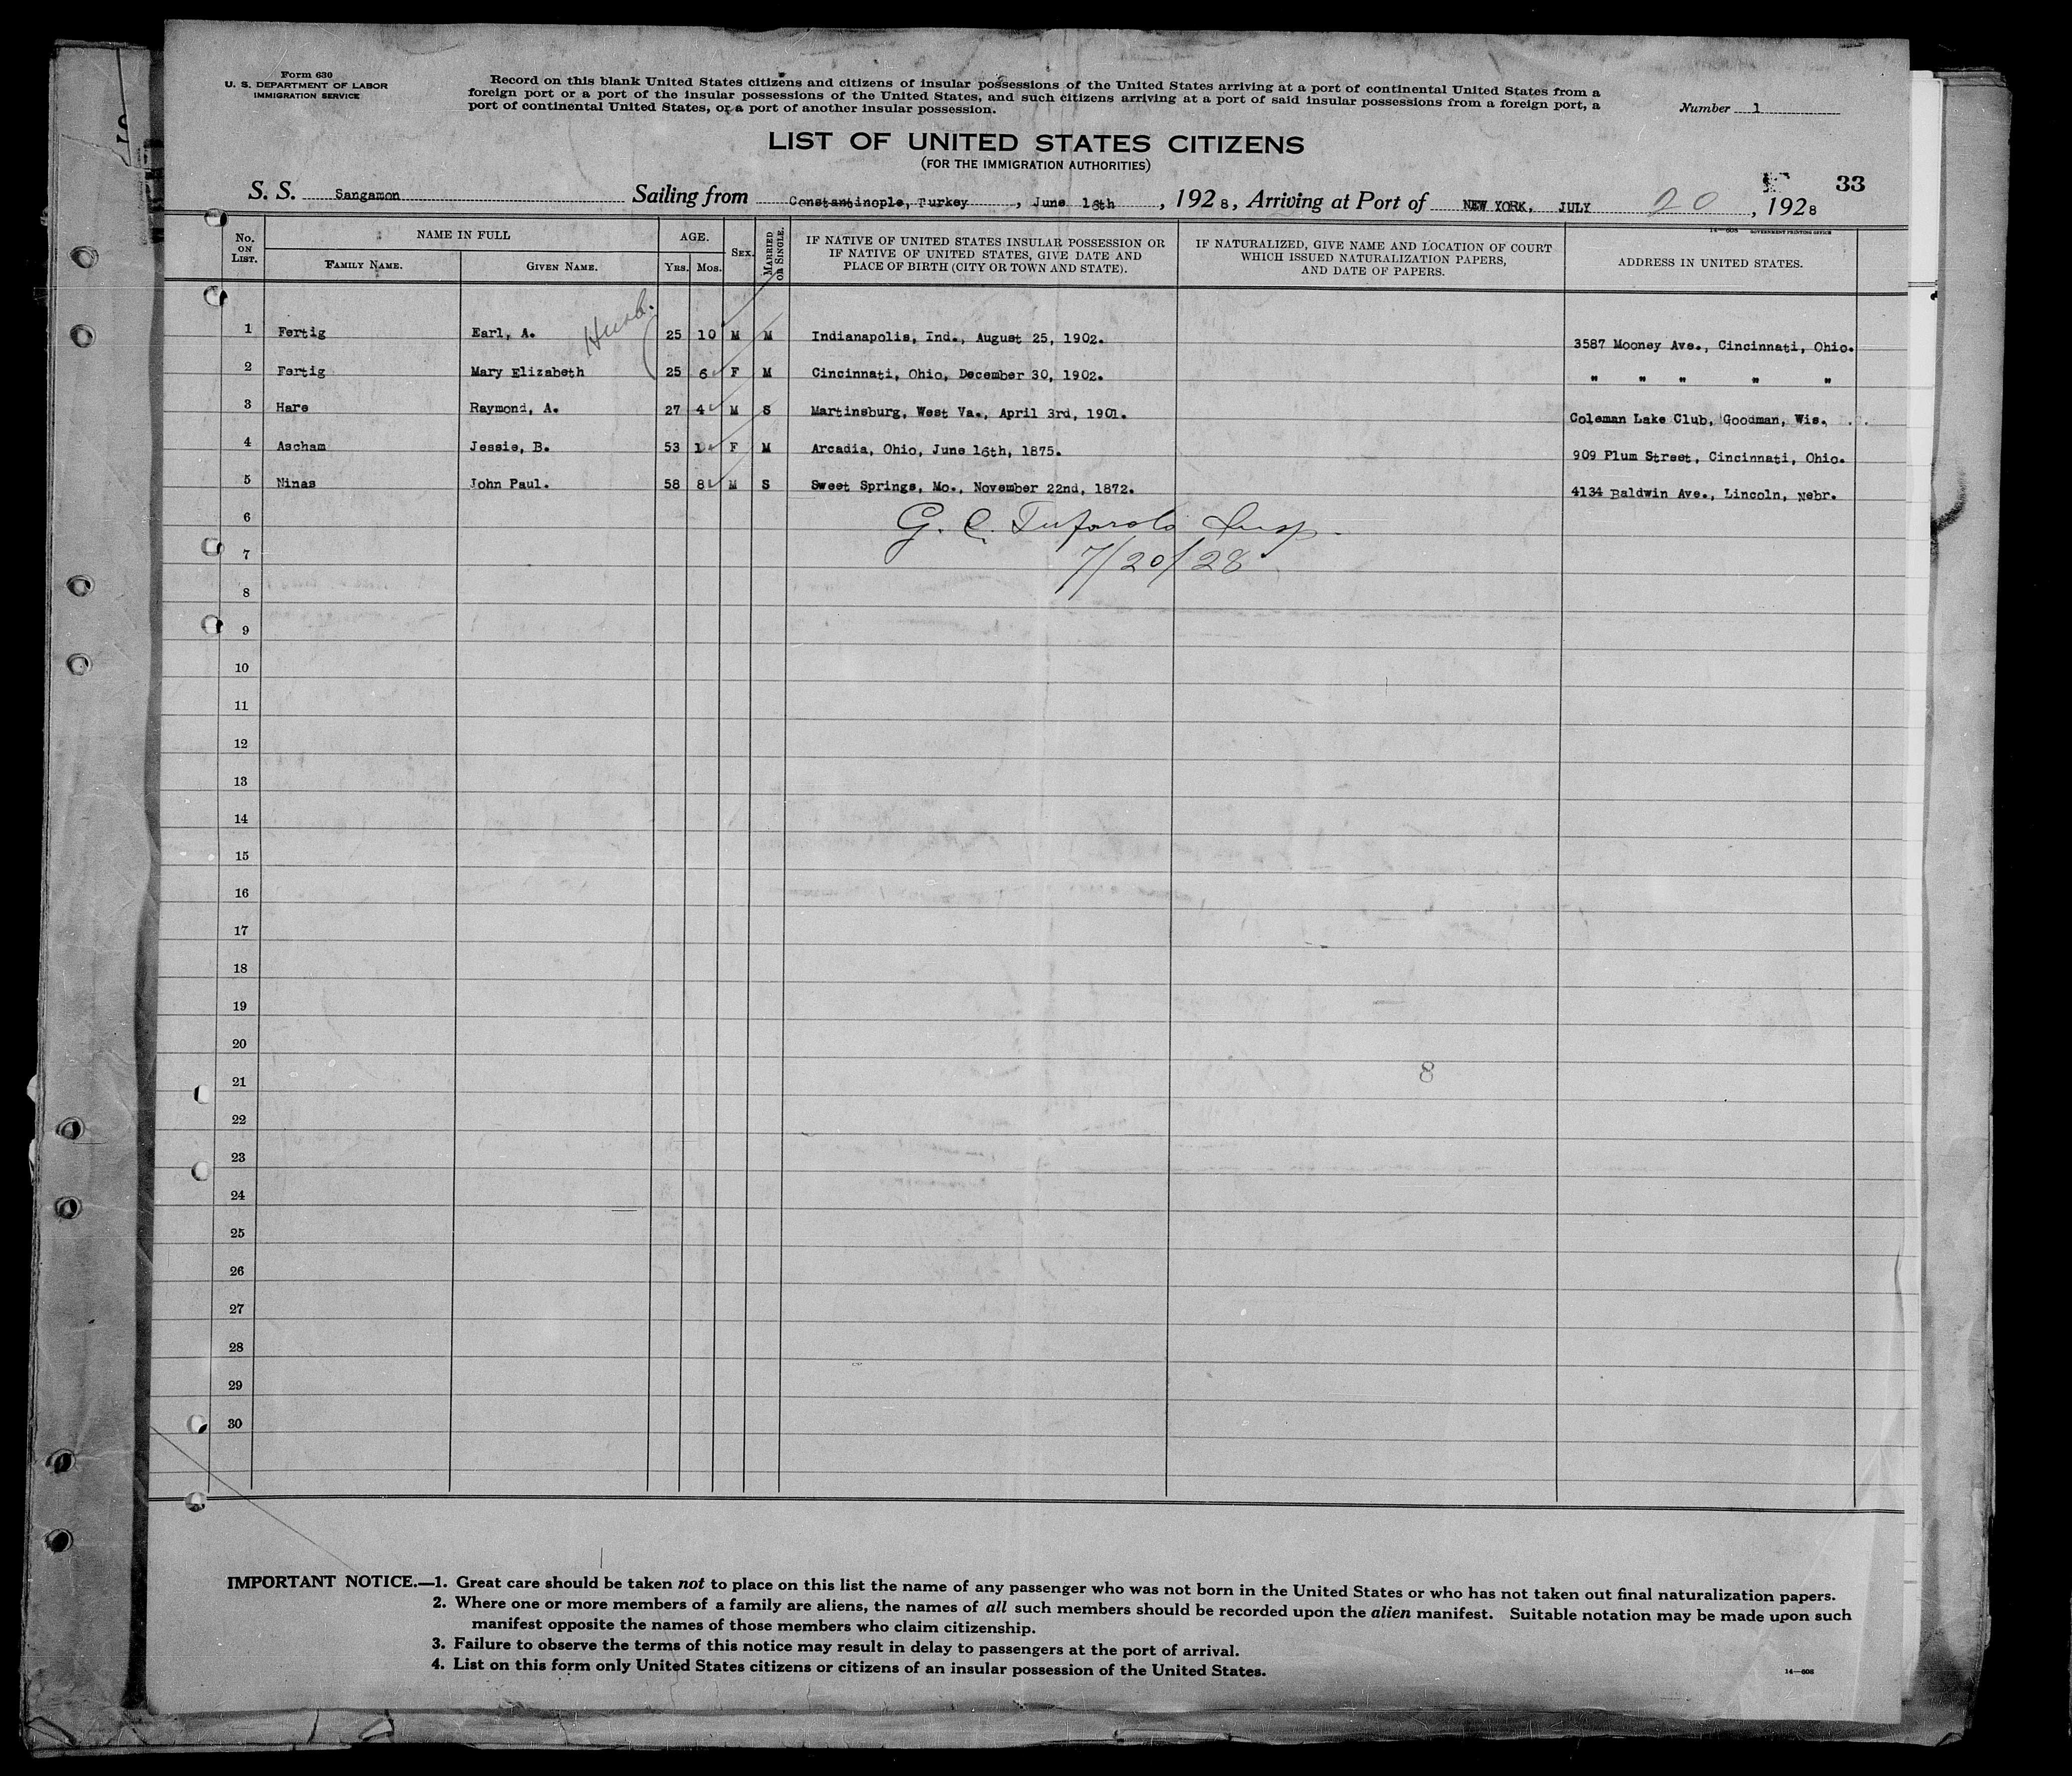 Form 630
U. S. DEPARTMENT OF LABOR
IMMIGRATION SERVICE
Record on this blank United States citizens and citizens of insular possessions of the United States arriving at a port of continental United States from a
foreign port or a port of the insular possessions of the United States, and such citizens arriving at a port of said insular possessions from a foreign port, a
port of continental United States, or a port of another insular possession.
Number 1
LIST OF UNITED STATES CITIZENS
(FOR THE IMMIGRATION AUTHORITIES)
33
S. S. Sangamon Sailing from Constantinople, Turkey, June 18th, 1928, Arriving at Port of NEW YORK, JULY 20, 1928
14—608 GOVERNMENT PRINTING OFFICE
No. ON LIST. NAME IN FULL AGE. SEX. MARRIED OR SINGLE. IF NATIVE OF UNITED STATES INSULAR POSSESSION OR IF NATIVE OF UNITED STATES, GIVE DATE AND PLACE OF BIRTH (CITY OR TOWN AND STATE). IF NATURALIZED, GIVE NAME AND LOCATION OF COURT WHICH ISSUED NATURALIZATION PAPERS, AND DATE OF PAPERS. ADDRESS IN UNITED STATES.
FAMILY NAME. GIVEN NAME. YRS. MOS.
Husb.
1 Fertig Earl, A. 25 10 M M Indianapolis, Ind., August 25, 1902. 3587 Mooney Ave., Cincinnati, Ohio.
2 Fertig Mary Elizabeth 25 6 F M Cincinnati, Ohio, December 30, 1902. " " " " "
3 Hare Raymond, A. 27 4 M S Martinsburg, West Va., April 3rd, 1901. Coleman Lake Club, Goodman, Wis.
4 Ascham Jessie, B. 53 1 F M Arcadia, Ohio, June 16th, 1875. 909 Plum Street, Cincinnati, Ohio.
5 Ninas John Paul. 58 8 M S Sweet Springs, Mo., November 22nd, 1872. 4134 Baldwin Ave., Lincoln, Nebr.
6 G. C. Insp.
7 7/20/28
8
9
10
11
12
13
14
15
16
17
18
19
20
21 8
22
23
24
25
26
27
28
29
30
IMPORTANT NOTICE.—1. Great care should be taken not to place on this list the name of any passenger who was not born in the United States or who has not taken out final naturalization papers.
2. Where one or more members of a family are aliens, the names of all such members should be recorded upon the alien manifest. Suitable notation may be made upon such
manifest opposite the names of those members who claim citizenship.
3. Failure to observe the terms of this notice may result in delay to passengers at the port of arrival.
4. List on this form only United States citizens or citizens of an insular possession of the United States.
14—608